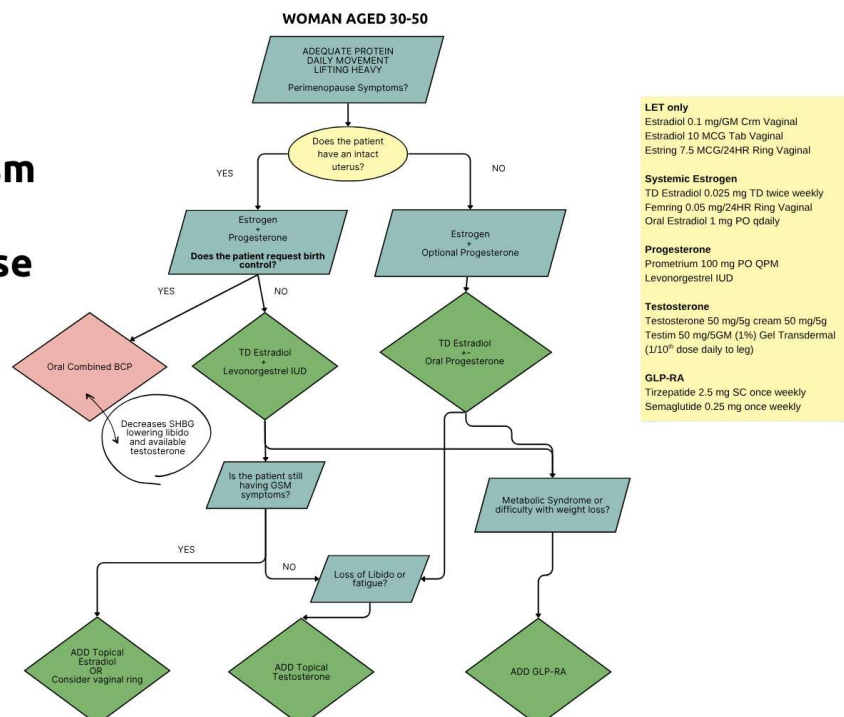 WOMAN AGED 30-50
ADEQUATE PROTEIN
DAILY MOVEMENT
LIFTING HEAVY
Perimenopause Symptoms?
sm
se
Does the patient
have an intact
uterus?
YES
NO
Estrogen
+
Progesterone
Does the patient request birth
control?
Estrogen
+
Optional Progesterone
YES
NO
Oral Combined BCP
TD Estradiol
+
Levonorgestrel IUD
TD Estradiol
+-
Oral Progesterone
Decreases SHBG
lowering libido
and available
testosterone
Is the patient still
having GSM
symptoms?
Metabolic Syndrome or
difficulty with weight loss?
YES
NO
Loss of Libido or
fatigue?
ADD Topical
Estradiol
OR
Consider vaginal ring
ADD Topical
Testosterone
ADD GLP-RA
LET only
Estradiol 0.1 mg/GM Crm Vaginal
Estradiol 10 MCG Tab Vaginal
Estring 7.5 MCG/24HR Ring Vaginal
Systemic Estrogen
TD Estradiol 0.025 mg TD twice weekly
Femring 0.05 mg/24HR Ring Vaginal
Oral Estradiol 1 mg PO qdaily
Progesterone
Prometrium 100 mg PO QPM
Levonorgestrel IUD
Testosterone
Testosterone 50 mg/5g cream 50 mg/5g
Testim 50 mg/5GM (1%) Gel Transdermal
(1/10th dose daily to leg)
GLP-RA
Tirzepatide 2.5 mg SC once weekly
Semaglutide 0.25 mg once weekly